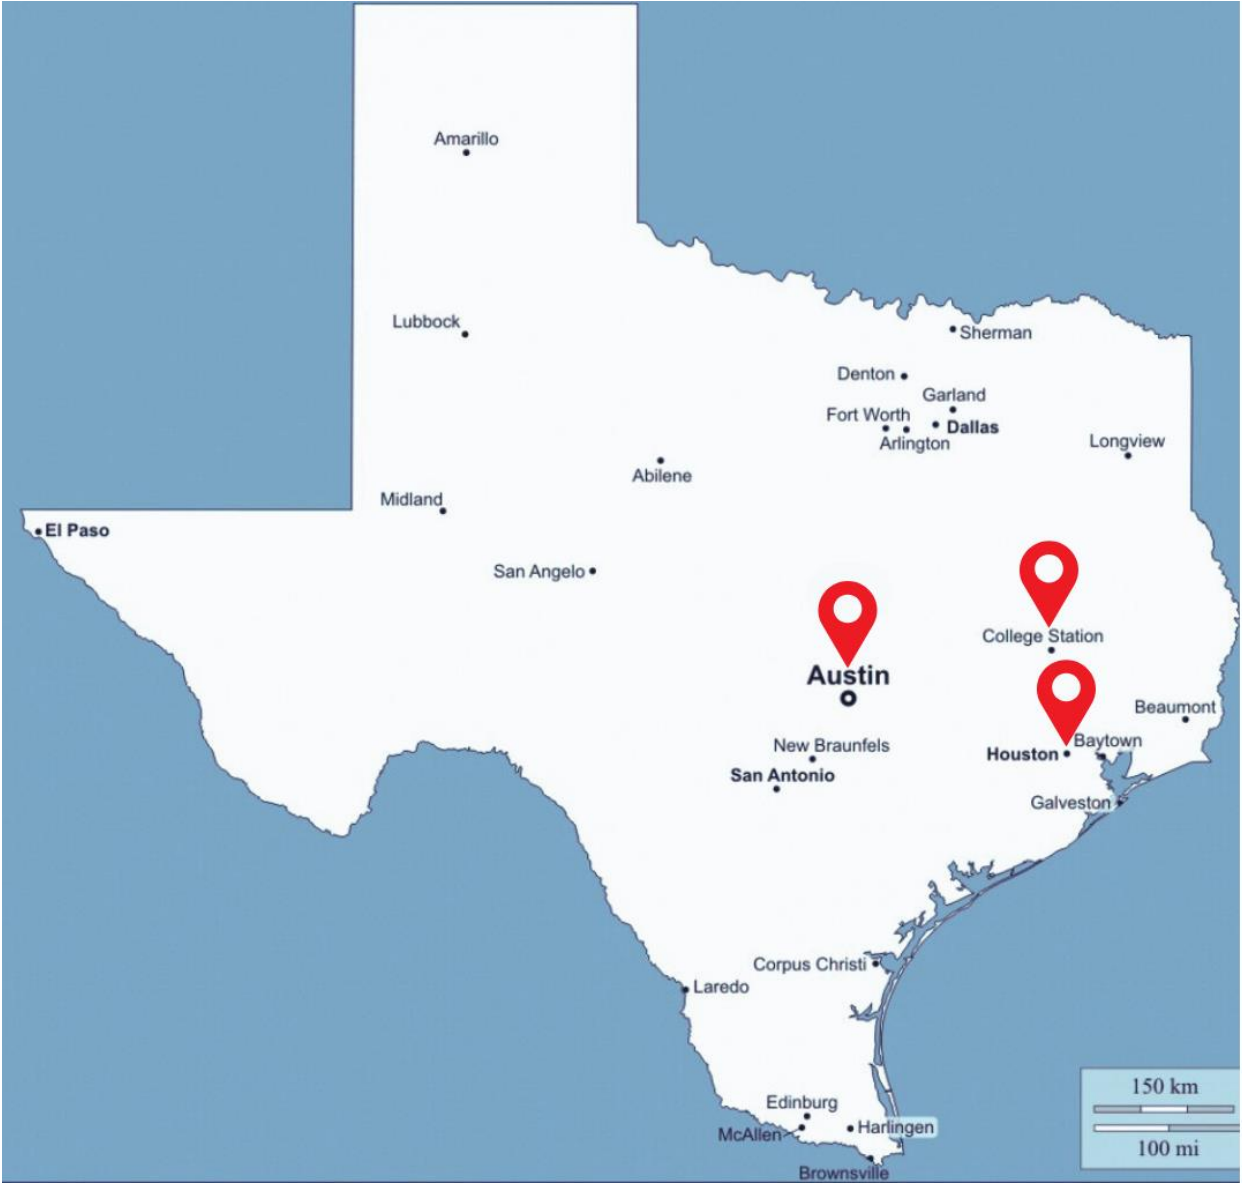 Amarillo
Lubbock
Sherman
Denton
Garland
Fort Worth
Dallas
Arlington
Longview
Abilene
Midland
El Paso
San Angelo
College Station
Austin
Beaumont
New Braunfels
Baytown
Houston
San Antonio
Galveston
Corpus Christi
Laredo
150 km
Edinburg
Harlingen
McAllen
100 mi
Brownsville